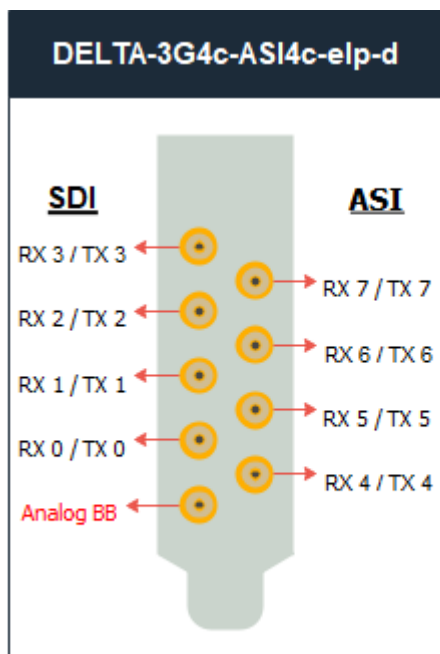 DELTA-3G4c-ASI4c-elp-d
SDI
RX 3 / TX 3
RX 2 / TX 2
RX 1 / TX 1
RX 0 / TX 0
Analog BB
ASI
RX 7 / TX 7
RX 6 / TX 6
RX 5 / TX 5
RX 4 / TX 4